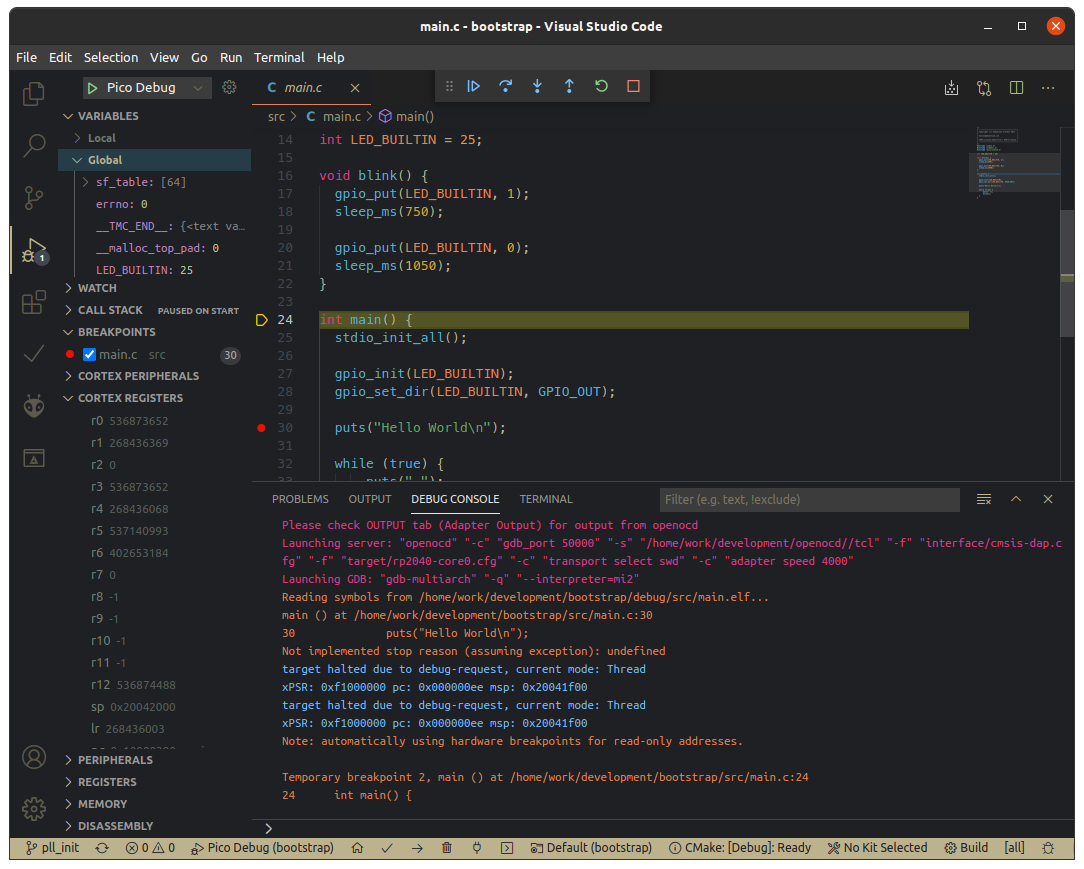 main.c - bootstrap - Visual Studio Code
File Edit Selection View Go Run Terminal Help
Pico Debug
VARIABLES
Local
Global
sf_table: [64]
errno: 0
__TMC_END__: {<text va…
__malloc_top_pad: 0
LED_BUILTIN: 25
WATCH
CALL STACK PAUSED ON START
BREAKPOINTS
main.c src 30
CORTEX PERIPHERALS
CORTEX REGISTERS
r0 536873652
r1 268436369
r2 0
r3 536873652
r4 268436068
r5 537140993
r6 402653184
r7 0
r8 -1
r9 -1
r10 -1
r11 -1
r12 536874488
sp 0x20042000
lr 268436003
PERIPHERALS
REGISTERS
MEMORY
DISASSEMBLY
1
C main.c
src > C main.c > main()
14 int LED_BUILTIN = 25;
15
16 void blink() {
17 gpio_put(LED_BUILTIN, 1);
18 sleep_ms(750);
19
20 gpio_put(LED_BUILTIN, 0);
21 sleep_ms(1050);
22 }
23
24 int main() {
25 stdio_init_all();
26
27 gpio_init(LED_BUILTIN);
28 gpio_set_dir(LED_BUILTIN, GPIO_OUT);
29
30 puts("Hello World\n");
31
32 while (true) {
PROBLEMS OUTPUT DEBUG CONSOLE TERMINAL Filter (e.g. text, !exclude)
Please check OUTPUT tab (Adapter Output) for output from openocd
Launching server: "openocd" "-c" "gdb_port 50000" "-s" "/home/work/development/openocd//tcl" "-f" "interface/cmsis-dap.c
fg" "-f" "target/rp2040-core0.cfg" "-c" "transport select swd" "-c" "adapter speed 4000"
Launching GDB: "gdb-multiarch" "-q" "--interpreter=mi2"
Reading symbols from /home/work/development/bootstrap/debug/src/main.elf...
main () at /home/work/development/bootstrap/src/main.c:30
30 puts("Hello World\n");
Not implemented stop reason (assuming exception): undefined
target halted due to debug-request, current mode: Thread
xPSR: 0xf1000000 pc: 0x000000ee msp: 0x20041f00
target halted due to debug-request, current mode: Thread
xPSR: 0xf1000000 pc: 0x000000ee msp: 0x20041f00
Note: automatically using hardware breakpoints for read-only addresses.
Temporary breakpoint 2, main () at /home/work/development/bootstrap/src/main.c:24
24 int main() {
pll_init 0 0 Pico Debug (bootstrap) Default (bootstrap) CMake: [Debug]: Ready No Kit Selected Build [all]